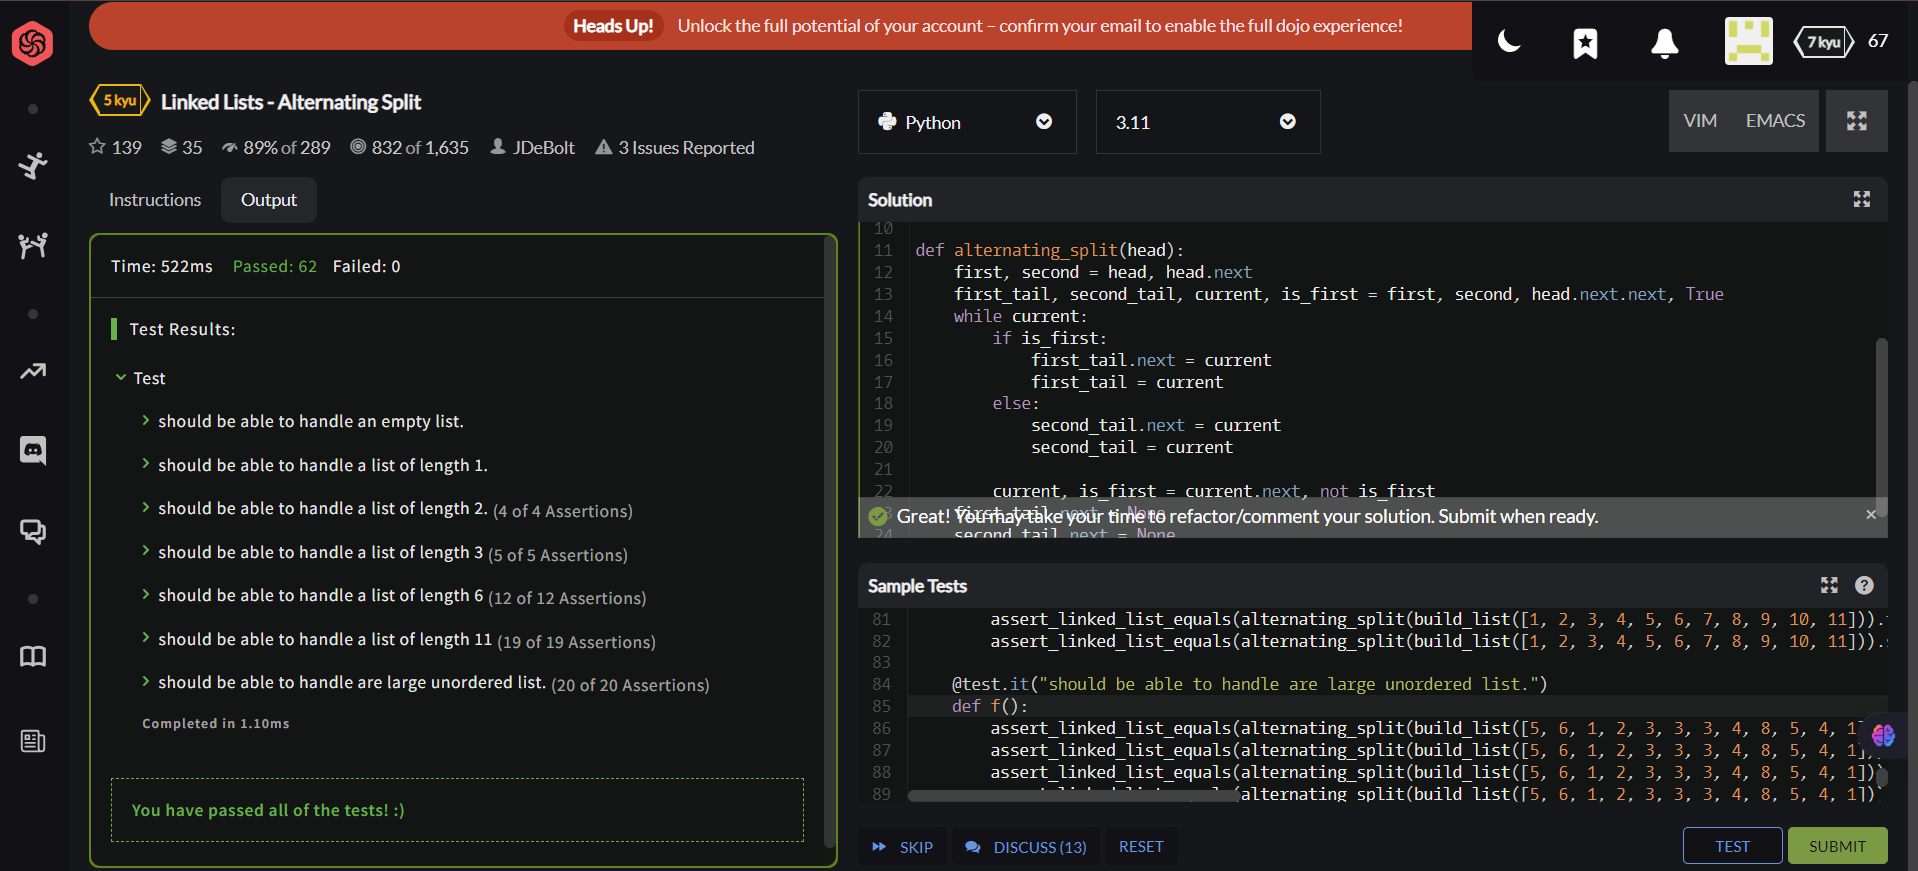 Heads Up! Unlock the full potential of your account – confirm your email to enable the full dojo experience!
7 kyu 67
5 kyu Linked Lists - Alternating Split
139 35 89% of 289 832 of 1,635 JDeBolt 3 Issues Reported
Instructions Output
Time: 522ms Passed: 62 Failed: 0
Test Results:
Test
should be able to handle an empty list.
should be able to handle a list of length 1.
should be able to handle a list of length 2. (4 of 4 Assertions)
should be able to handle a list of length 3 (5 of 5 Assertions)
should be able to handle a list of length 6 (12 of 12 Assertions)
should be able to handle a list of length 11 (19 of 19 Assertions)
should be able to handle are large unordered list. (20 of 20 Assertions)
Completed in 1.10ms
You have passed all of the tests! :)
Python 3.11 VIM EMACS
Solution
10
11 def alternating_split(head):
12 first, second = head, head.next
13 first_tail, second_tail, current, is_first = first, second, head.next.next, True
14 while current:
15 if is_first:
16 first_tail.next = current
17 first_tail = current
18 else:
19 second_tail.next = current
20 second_tail = current
21
22 current, is_first = current.next, not is_first
first_tail.next = None
Great! You may take your time to refactor/comment your solution. Submit when ready. ×
24 second_tail.next = None
Sample Tests ?
81 assert_linked_list_equals(alternating_split(build_list([1, 2, 3, 4, 5, 6, 7, 8, 9, 10, 11])).
82 assert_linked_list_equals(alternating_split(build_list([1, 2, 3, 4, 5, 6, 7, 8, 9, 10, 11])).
83
84 @test.it("should be able to handle are large unordered list.")
85 def f():
86 assert_linked_list_equals(alternating_split(build_list([5, 6, 1, 2, 3, 3, 3, 4, 8, 5, 4, 1]
87 assert_linked_list_equals(alternating_split(build_list([5, 6, 1, 2, 3, 3, 3, 4, 8, 5, 4, 1]))
88 assert_linked_list_equals(alternating_split(build_list([5, 6, 1, 2, 3, 3, 3, 4, 8, 5, 4, 1]))
89 assert_linked_list_equals(alternating_split(build_list([5, 6, 1, 2, 3, 3, 3, 4, 8, 5, 4, 1])
SKIP DISCUSS (13) RESET TEST SUBMIT